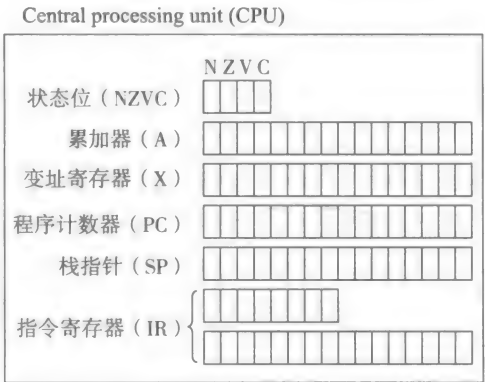 Central processing unit (CPU)
N Z V C
状态位（NZVC）
累加器（A）
变址寄存器（X）
程序计数器（PC）
栈指针（SP）
指令寄存器（IR）